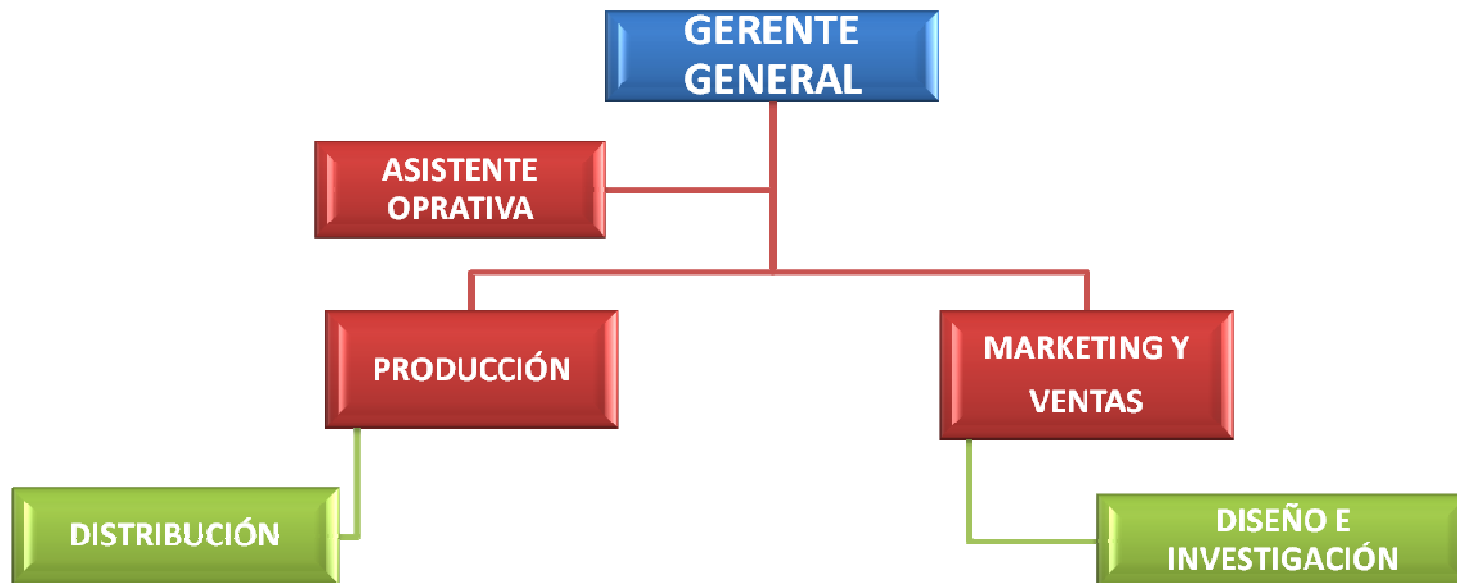 GERENTE
GENERAL
ASISTENTE
OPRATIVA
PRODUCCIÓN
MARKETING Y
VENTAS
DISTRIBUCIÓN
DISEÑO E
INVESTIGACIÓN